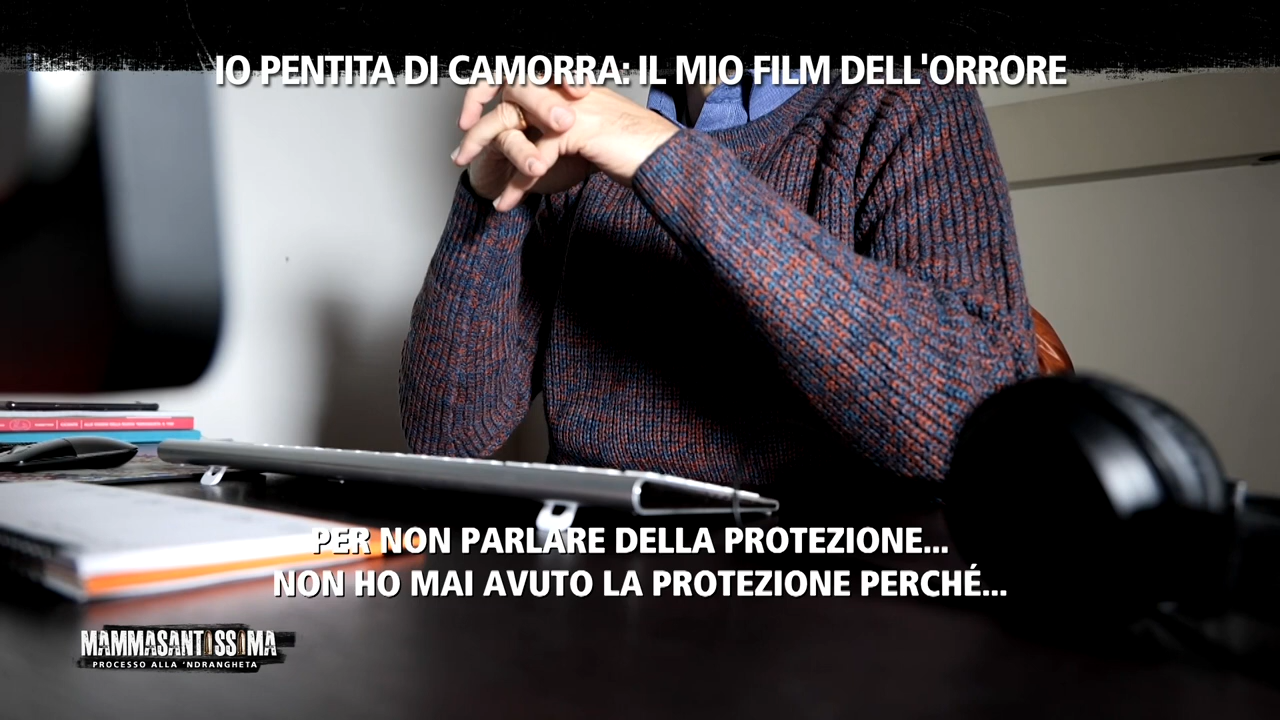 IO PENTITA DI CAMORRA: IL MIO FILM DELL'ORRORE
PER NON PARLARE DELLA PROTEZIONE...
NON HO MAI AVUTO LA PROTEZIONE PERCHÉ...
MAMMASANTISSIMA
PROCESSO ALLA 'NDRANGHETA